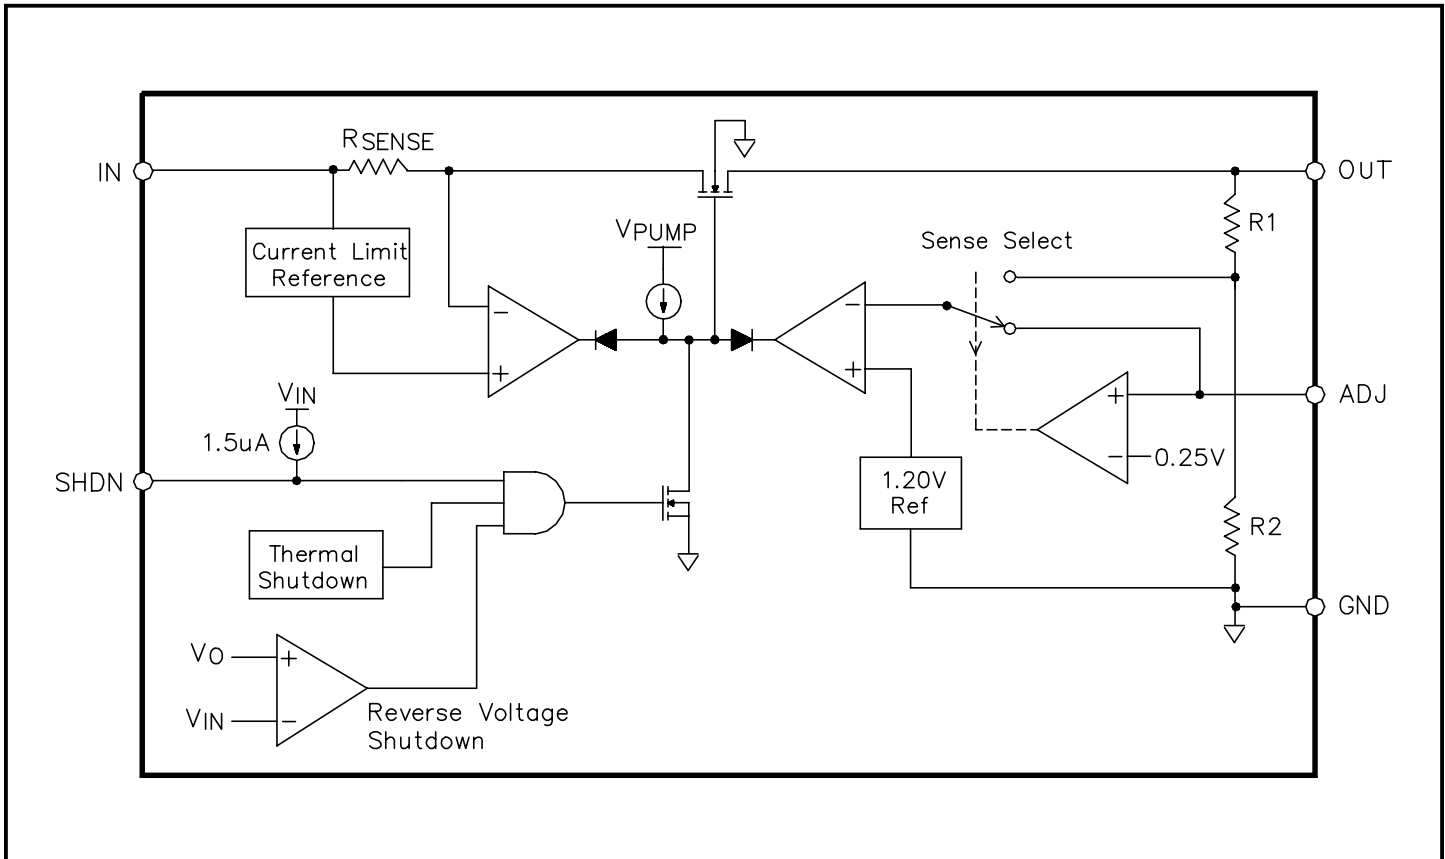 RSENSE
IN
OUT
VPUMP
R1
Current Limit
Reference
Sense Select
−
−
+
+
VIN
+
ADJ
1.5uA
SHDN
−
0.25V
1.20V
Ref
R2
Thermal
Shutdown
GND
VO
+
VIN
−
Reverse Voltage
Shutdown